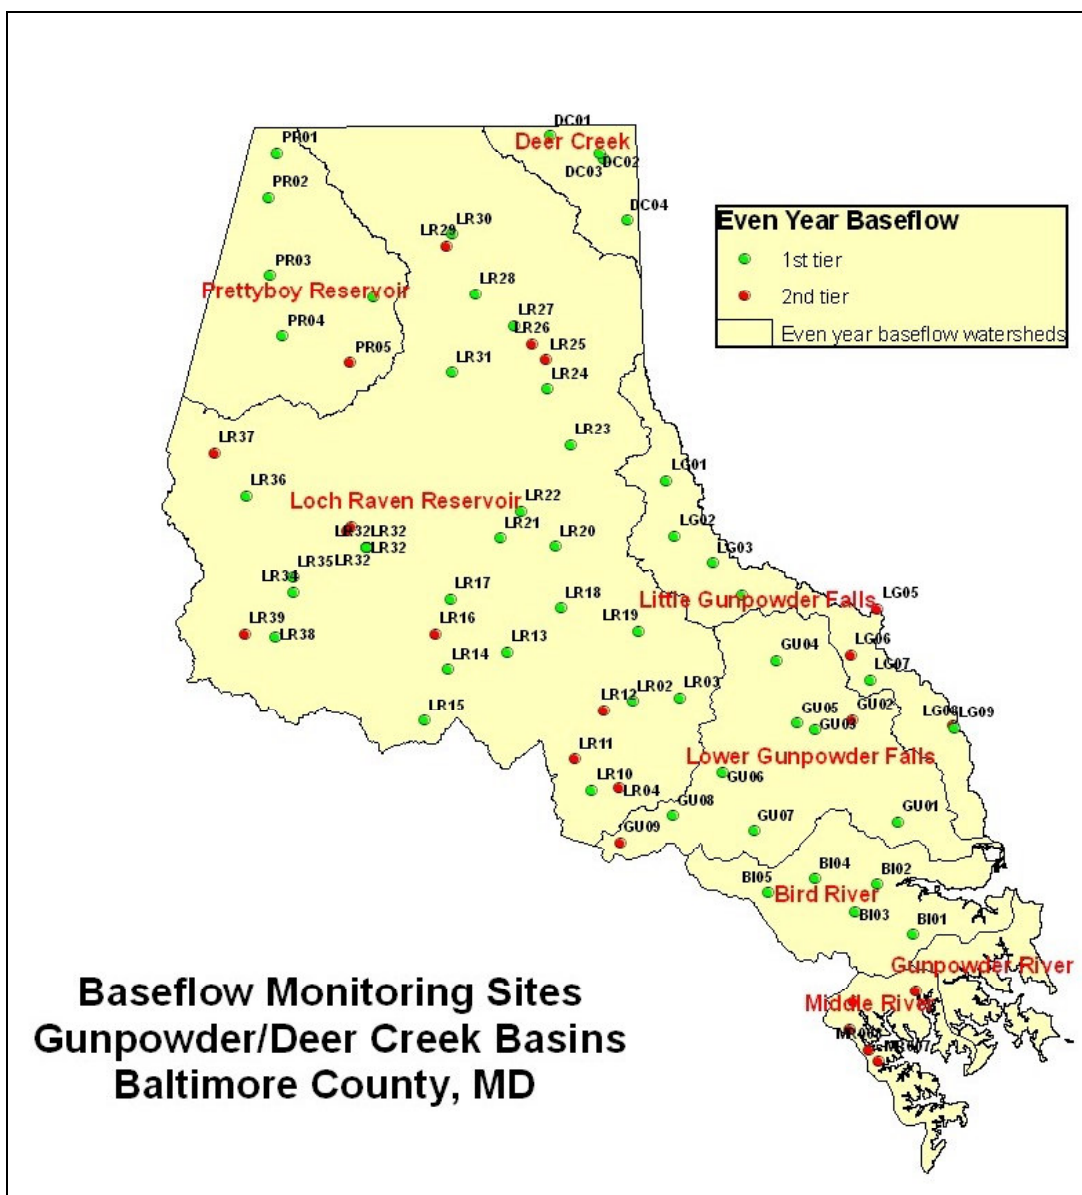 DC01
Deer Creek
PR01
DC02
DC03
PR02
DC04
LR30
LR29
Even Year Baseflow
1st tier
2nd tier
Even year baseflow watersheds
PR03
Prettyboy Reservoir
LR28
LR27
LR26
PR04
PR05
LR25
LR31
LR24
LR37
LR23
LR36
LG01
Loch Raven Reservoir
LR22
LR21
LR20
LG02
LR32
LR32
LR32
LR32
LR35
LG03
LR34
LR17
LR18
Little Gunpowder Falls
LG05
LR39
LR38
LR16
LR13
LR19
LR14
GU04
LG06
LG07
LR12
LR02
LR03
LR15
GU05
GU03
GU02
LG08
LG09
LR11
Lower Gunpowder Falls
LR10
LR04
GU06
GU08
GU07
GU01
GU09
BI04
BI02
BI05
Bird River
BI03
BI01
Gunpowder River
Middle River
Baseflow Monitoring Sites
Gunpowder/Deer Creek Basins
Baltimore County, MD